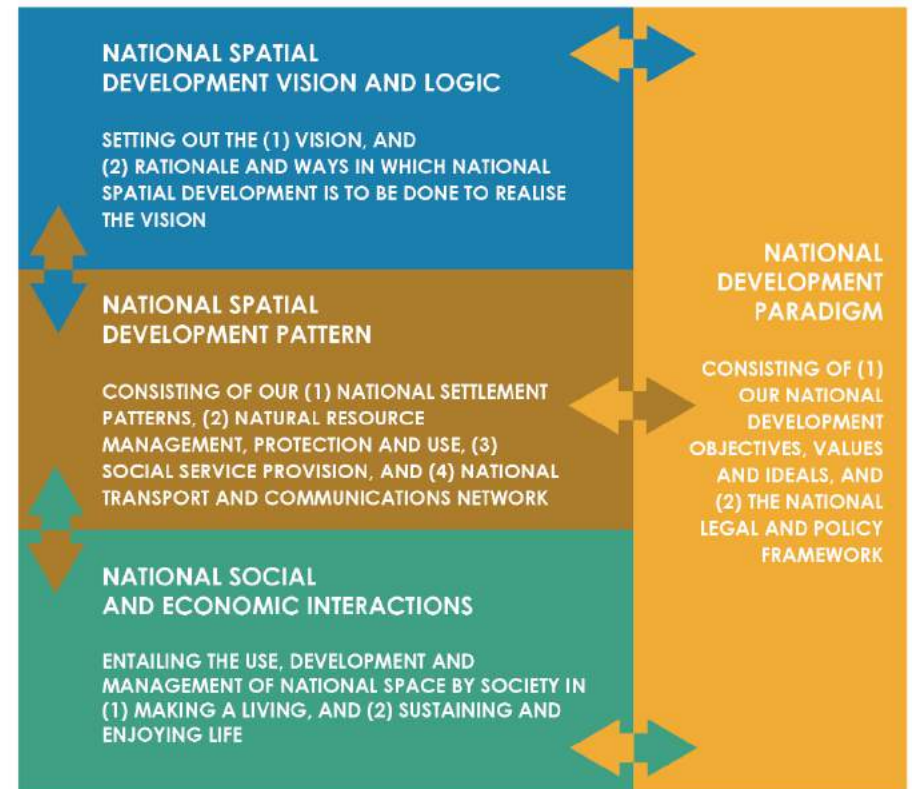 NATIONAL SPATIAL
DEVELOPMENT VISION AND LOGIC
SETTING OUT THE (1) VISION, AND
(2) RATIONALE AND WAYS IN WHICH NATIONAL
SPATIAL DEVELOPMENT IS TO BE DONE TO REALISE
THE VISION
NATIONAL SPATIAL
DEVELOPMENT PATTERN
CONSISTING OF OUR (1) NATIONAL SETTLEMENT
PATTERNS, (2) NATURAL RESOURCE
MANAGEMENT, PROTECTION AND USE, (3)
SOCIAL SERVICE PROVISION, AND (4) NATIONAL
TRANSPORT AND COMMUNICATIONS NETWORK
NATIONAL SOCIAL
AND ECONOMIC INTERACTIONS
ENTAILING THE USE, DEVELOPMENT AND
MANAGEMENT OF NATIONAL SPACE BY SOCIETY IN
(1) MAKING A LIVING, AND (2) SUSTAINING AND
ENJOYING LIFE
NATIONAL
DEVELOPMENT
PARADIGM
CONSISTING OF (1)
OUR NATIONAL
DEVELOPMENT
OBJECTIVES, VALUES
AND IDEALS, AND
(2) THE NATIONAL
LEGAL AND POLICY
FRAMEWORK